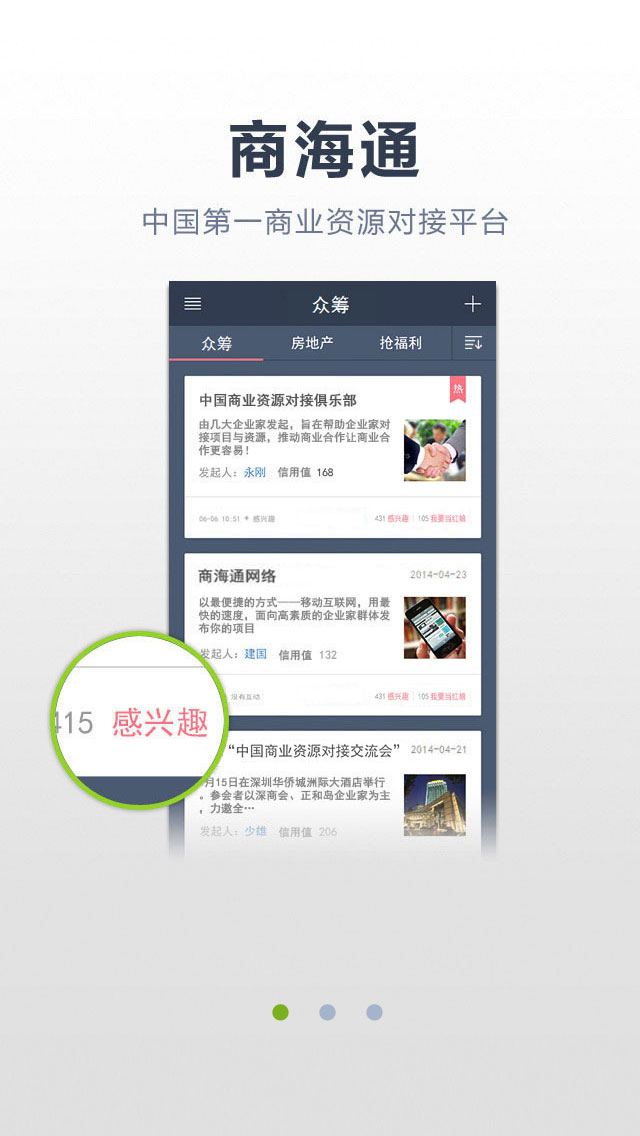 商海通
中国第一商业资源对接平台
众筹
众筹 房地产 抢福利
热
中国商业资源对接俱乐部
由几大企业家发起，旨在帮助企业家对
接项目与资源，推动商业合作让商业合
作更容易！
发起人：永刚 信用值 168
06-06 10:51 感兴趣 431 感兴趣 105 我要当红娘
商海通网络 2014-04-23
以最便捷的方式——移动互联网，用最
快的速度，面向高素质的企业家群体发
布你的项目
发起人：建国 信用值 132
没有互动 431 感兴趣 105 我要当红娘
415 感兴趣
“中国商业资源对接交流会” 2014-04-21
月15日在深圳华侨城洲际大酒店举行
。参会者以深商会、正和岛企业家为主
，力邀全…
发起人：少雄 信用值 206